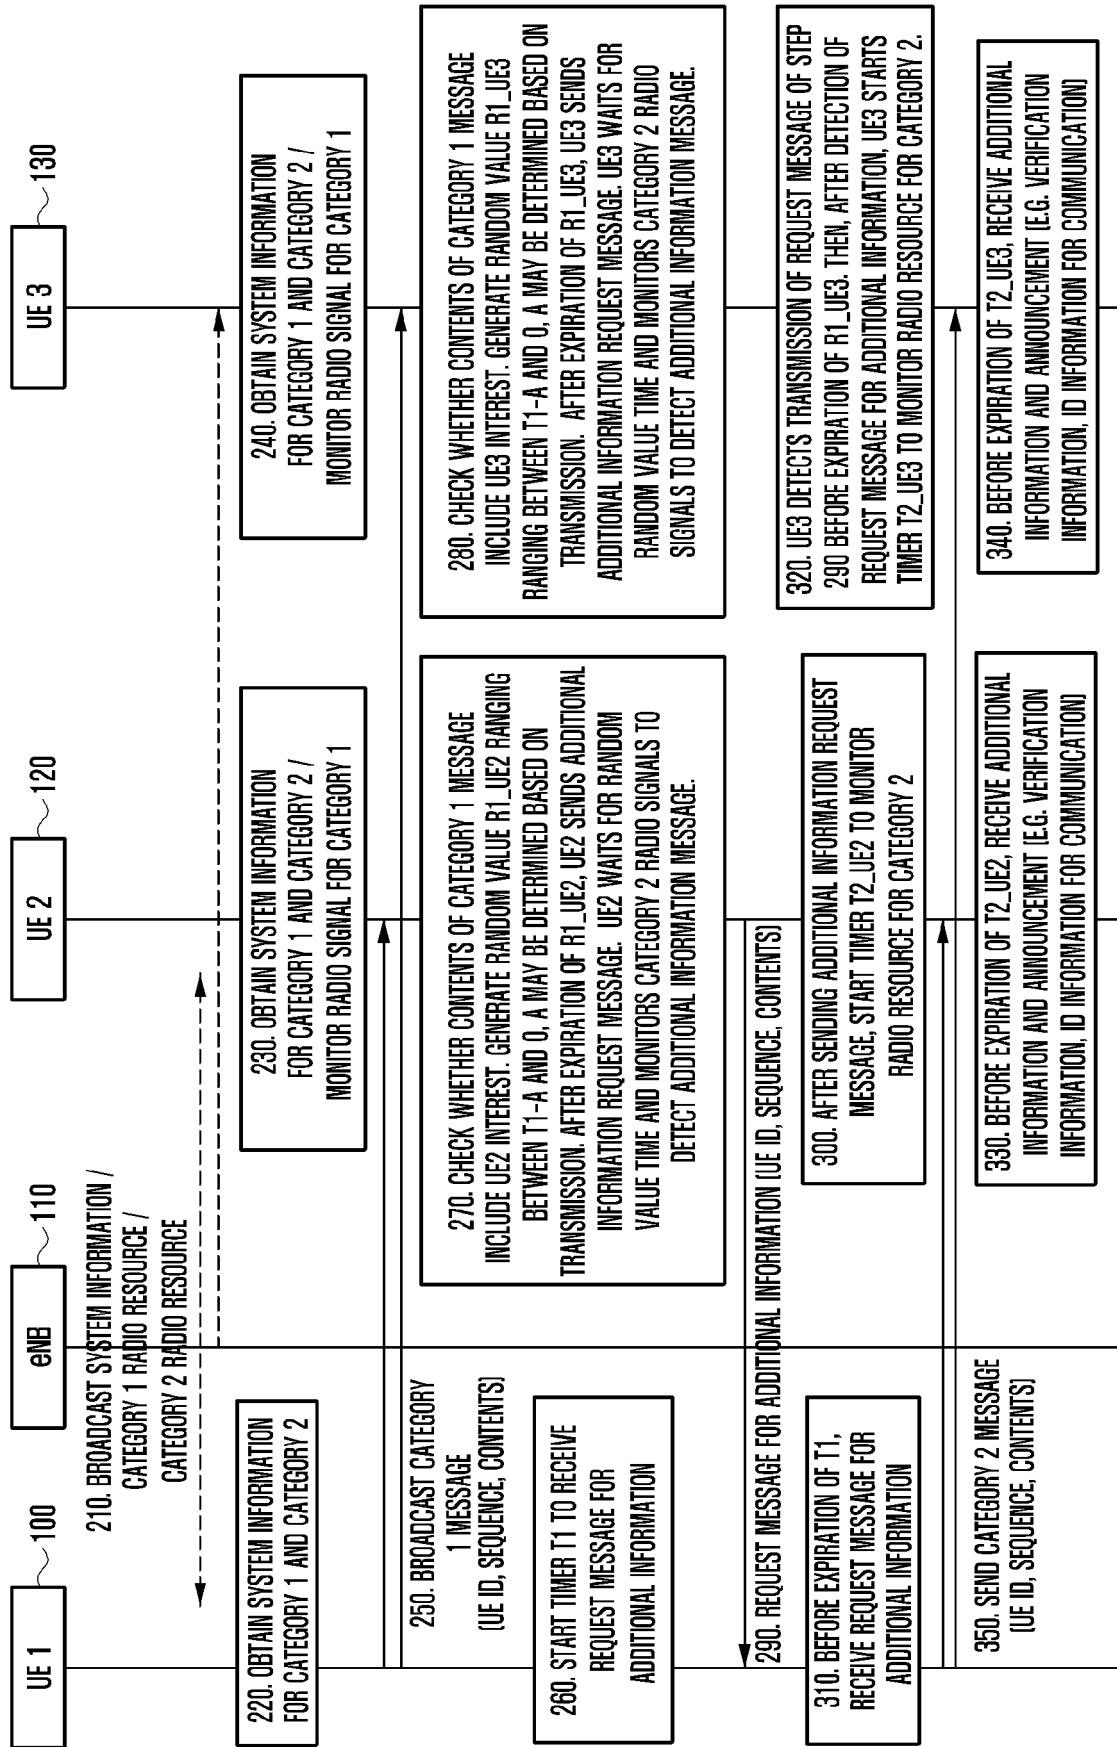 UE 1
100
eNB
110
UE 2
120
UE 3
130
210. BROADCAST SYSTEM INFORMATION /
CATEGORY 1 RADIO RESOURCE /
CATEGORY 2 RADIO RESOURCE
220. OBTAIN SYSTEM INFORMATION
FOR CATEGORY 1 AND CATEGORY 2
230. OBTAIN SYSTEM INFORMATION
FOR CATEGORY 1 AND CATEGORY 2 /
MONITOR RADIO SIGNAL FOR CATEGORY 1
240. OBTAIN SYSTEM INFORMATION
FOR CATEGORY 1 AND CATEGORY 2 /
MONITOR RADIO SIGNAL FOR CATEGORY 1
250. BROADCAST CATEGORY
1 MESSAGE
(UE ID, SEQUENCE, CONTENTS)
260. START TIMER T1 TO RECEIVE
REQUEST MESSAGE FOR
ADDITIONAL INFORMATION
270. CHECK WHETHER CONTENTS OF CATEGORY 1 MESSAGE
INCLUDE UE2 INTEREST. GENERATE RANDOM VALUE R1_UE2 RANGING
BETWEEN T1-A AND 0, A MAY BE DETERMINED BASED ON
TRANSMISSION. AFTER EXPIRATION OF R1_UE2, UE2 SENDS ADDITIONAL
INFORMATION REQUEST MESSAGE. UE2 WAITS FOR RANDOM
VALUE TIME AND MONITORS CATEGORY 2 RADIO SIGNALS TO
DETECT ADDITIONAL INFORMATION MESSAGE.
280. CHECK WHETHER CONTENTS OF CATEGORY 1 MESSAGE
INCLUDE UE3 INTEREST. GENERATE RANDOM VALUE R1_UE3
RANGING BETWEEN T1-A AND 0, A MAY BE DETERMINED BASED ON
TRANSMISSION. AFTER EXPIRATION OF R1_UE3, UE3 SENDS
ADDITIONAL INFORMATION REQUEST MESSAGE. UE3 WAITS FOR
RANDOM VALUE TIME AND MONITORS CATEGORY 2 RADIO
SIGNALS TO DETECT ADDITIONAL INFORMATION MESSAGE.
290. REQUEST MESSAGE FOR ADDITIONAL INFORMATION (UE ID, SEQUENCE, CONTENTS)
300. AFTER SENDING ADDITIONAL INFORMATION REQUEST
MESSAGE, START TIMER T2_UE2 TO MONITOR
RADIO RESOURCE FOR CATEGORY 2
310. BEFORE EXPIRATION OF T1,
RECEIVE REQUEST MESSAGE FOR
ADDITIONAL INFORMATION
320. UE3 DETECTS TRANSMISSION OF REQUEST MESSAGE OF STEP
290 BEFORE EXPIRATION OF R1_UE3. THEN, AFTER DETECTION OF
REQUEST MESSAGE FOR ADDITIONAL INFORMATION, UE3 STARTS
TIMER T2_UE3 TO MONITOR RADIO RESOURCE FOR CATEGORY 2.
330. BEFORE EXPIRATION OF T2_UE2, RECEIVE ADDITIONAL
INFORMATION AND ANNOUNCEMENT (E.G. VERIFICATION
INFORMATION, ID INFORMATION FOR COMMUNICATION)
340. BEFORE EXPIRATION OF T2_UE3, RECEIVE ADDITIONAL
INFORMATION AND ANNOUNCEMENT (E.G. VERIFICATION
INFORMATION, ID INFORMATION FOR COMMUNICATION)
350. SEND CATEGORY 2 MESSAGE
(UE ID, SEQUENCE, CONTENTS)